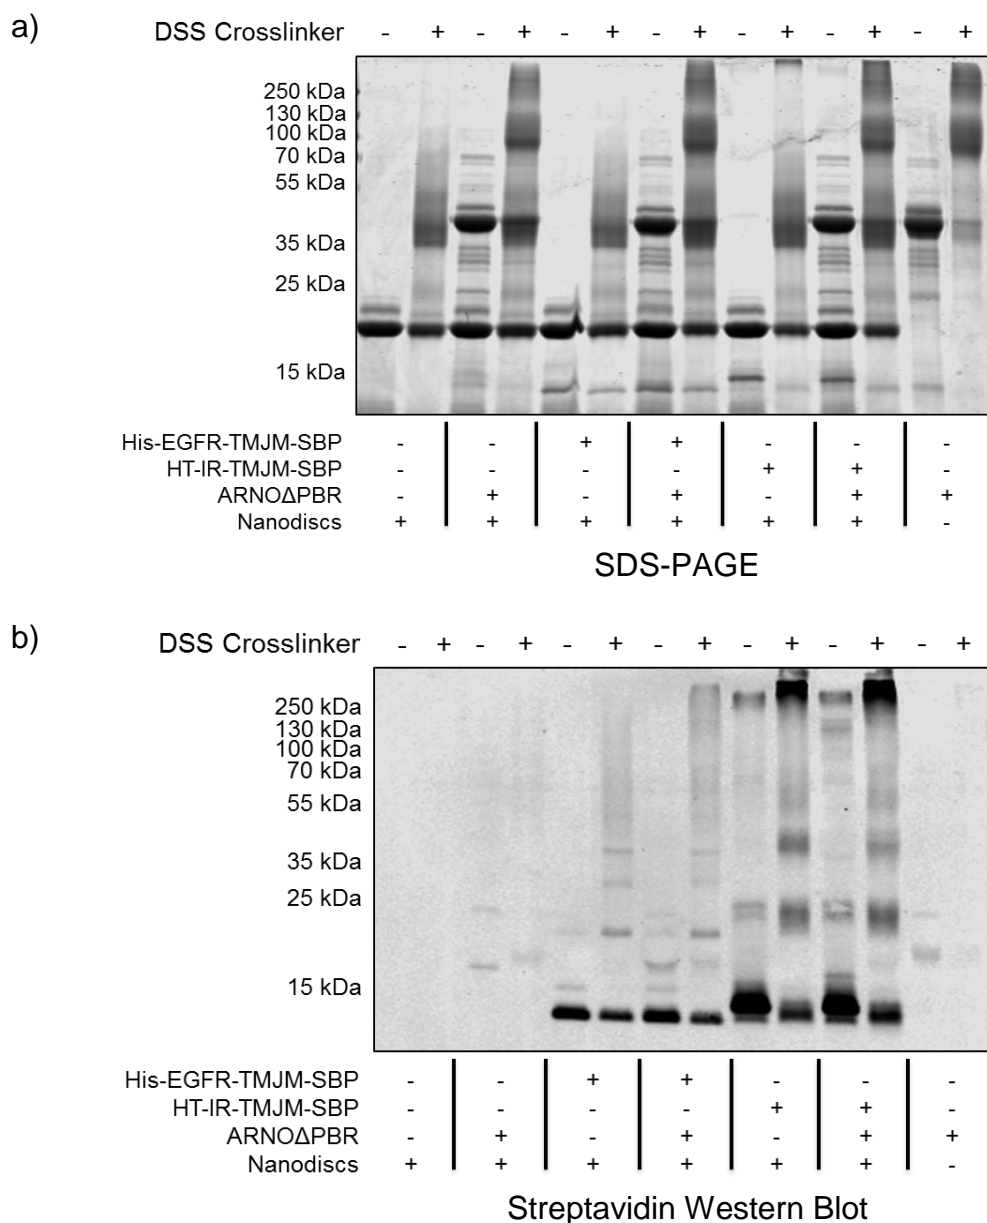 a)
DSS Crosslinker - + - + - + - + - + - + - +
250 kDa
130 kDa
100 kDa
70 kDa
55 kDa
35 kDa
25 kDa
15 kDa
His-EGFR-TMJM-SBP - - + + - - -
HT-IR-TMJM-SBP - - - - + + -
ARNOΔPBR - + - + - + +
Nanodiscs + + + + + + -
SDS-PAGE
b)
DSS Crosslinker - + - + - + - + - + - + - +
250 kDa
130 kDa
100 kDa
70 kDa
55 kDa
35 kDa
25 kDa
15 kDa
His-EGFR-TMJM-SBP - - + + - - -
HT-IR-TMJM-SBP - - - - + + -
ARNOΔPBR - + - + - + +
Nanodiscs + + + + + + -
Streptavidin Western Blot